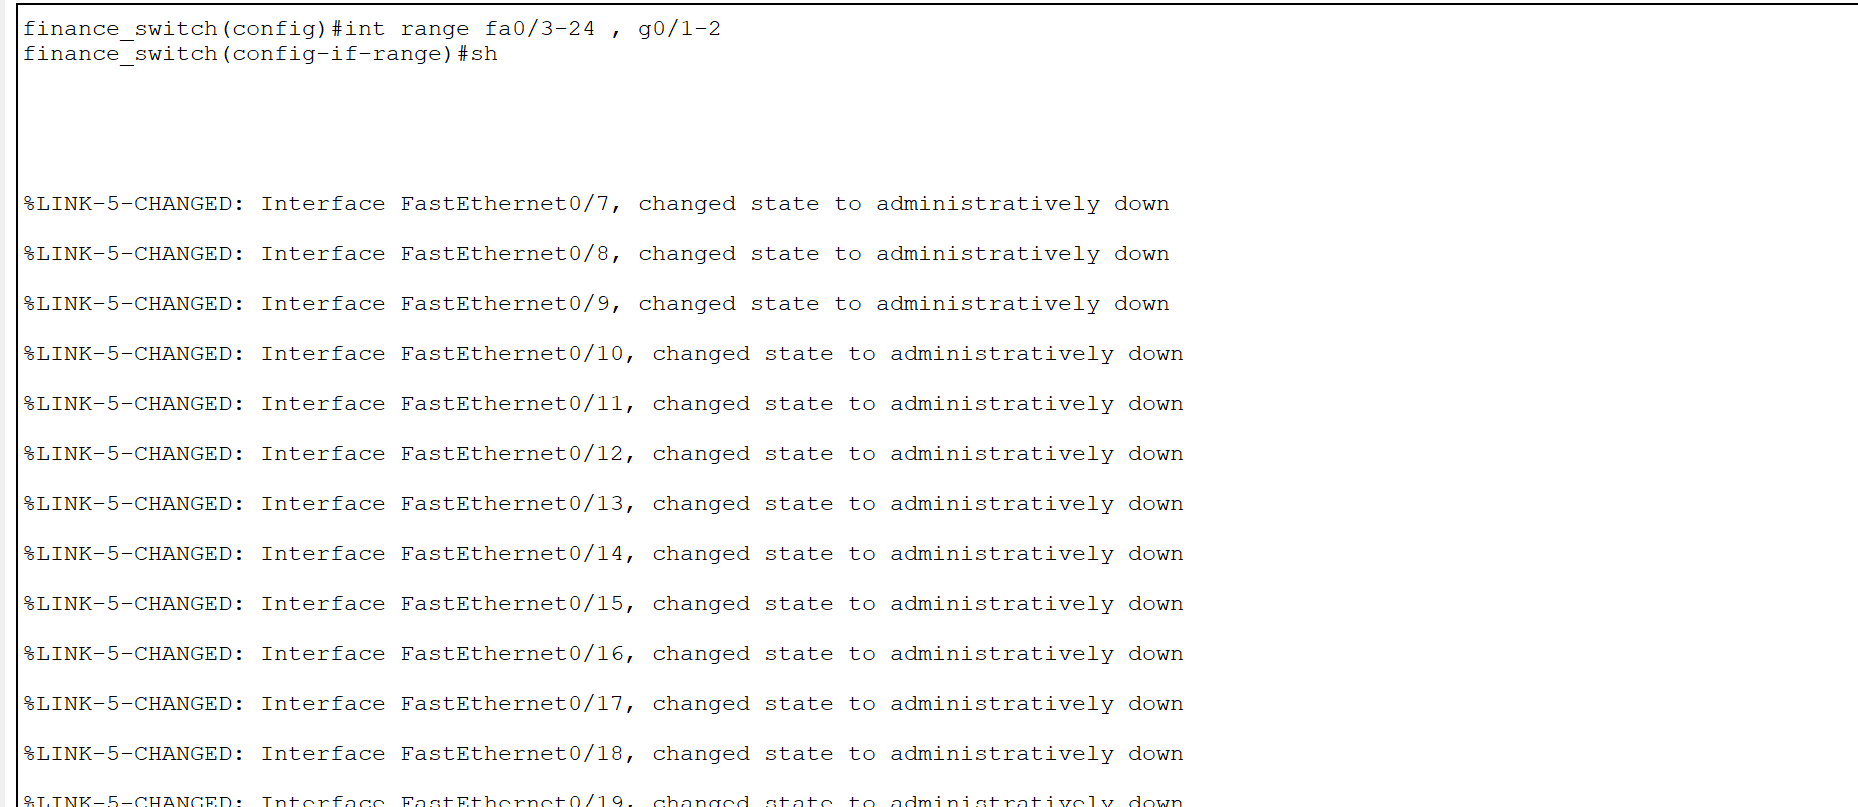 finance_switch(config)#int range fa0/3-24 , g0/1-2
finance_switch(config-if-range)#sh
%LINK-5-CHANGED: Interface FastEthernet0/7, changed state to administratively down
%LINK-5-CHANGED: Interface FastEthernet0/8, changed state to administratively down
%LINK-5-CHANGED: Interface FastEthernet0/9, changed state to administratively down
%LINK-5-CHANGED: Interface FastEthernet0/10, changed state to administratively down
%LINK-5-CHANGED: Interface FastEthernet0/11, changed state to administratively down
%LINK-5-CHANGED: Interface FastEthernet0/12, changed state to administratively down
%LINK-5-CHANGED: Interface FastEthernet0/13, changed state to administratively down
%LINK-5-CHANGED: Interface FastEthernet0/14, changed state to administratively down
%LINK-5-CHANGED: Interface FastEthernet0/15, changed state to administratively down
%LINK-5-CHANGED: Interface FastEthernet0/16, changed state to administratively down
%LINK-5-CHANGED: Interface FastEthernet0/17, changed state to administratively down
%LINK-5-CHANGED: Interface FastEthernet0/18, changed state to administratively down
%LINK-5-CHANGED: Interface FastEthernet0/19, changed state to administratively down